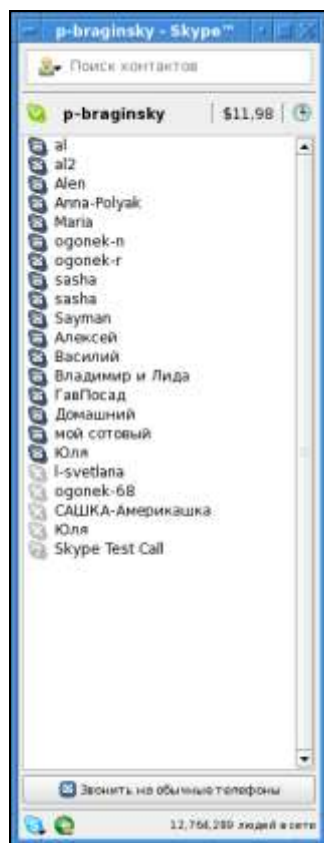 p-braginsky - Skype™
Поиск контактов
p-braginsky $11,98
al
al2
Alen
Anna-Polyak
Maria
ogonek-n
ogonek-r
sasha
sasha
Sayman
Алексей
Василий
Владимир и Лида
ГавПосад
Домашний
мой сотовый
Юля
l-svetlana
ogonek-68
САШКА-Америкашка
Юля
Skype Test Call
Звонить на обычные телефоны
12,764,289 людей в сети